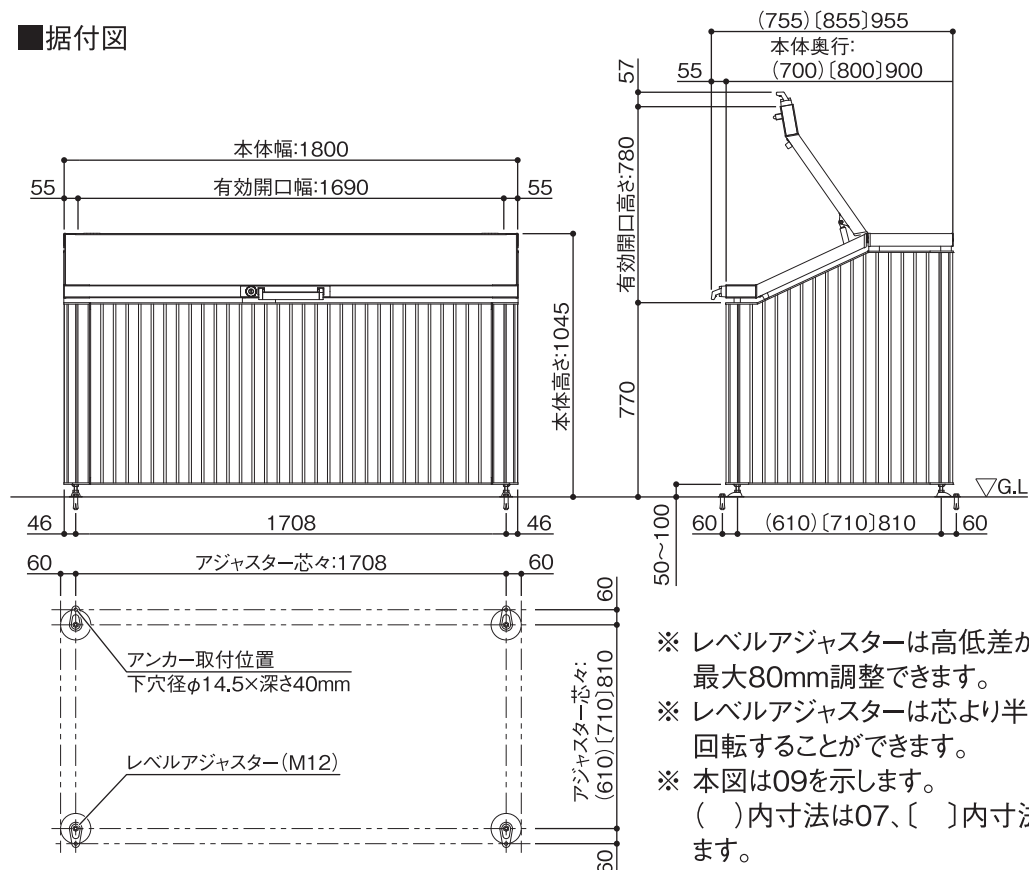 ■据付図
本体幅:1800
55
有効開口幅:1690
55
本体高さ:1045
46
1708
46
(755)〔855〕955
本体奥行:
55
(700)〔800〕900
57
有効開口高さ:780
770
▽G.L
50〜100
60
(610)〔710〕810
60
60
アジャスター芯々:1708
60
60
アンカー取付位置
下穴径φ14.5×深さ40mm
アジャスター芯々:
(610)〔710〕810
レベルアジャスター(M12)
60
※ レベルアジャスターは高低差が
最大80mm調整できます。
※ レベルアジャスターは芯より半
回転することができます。
※ 本図は09を示します。
(　)内寸法は07、〔　〕内寸法
ます。